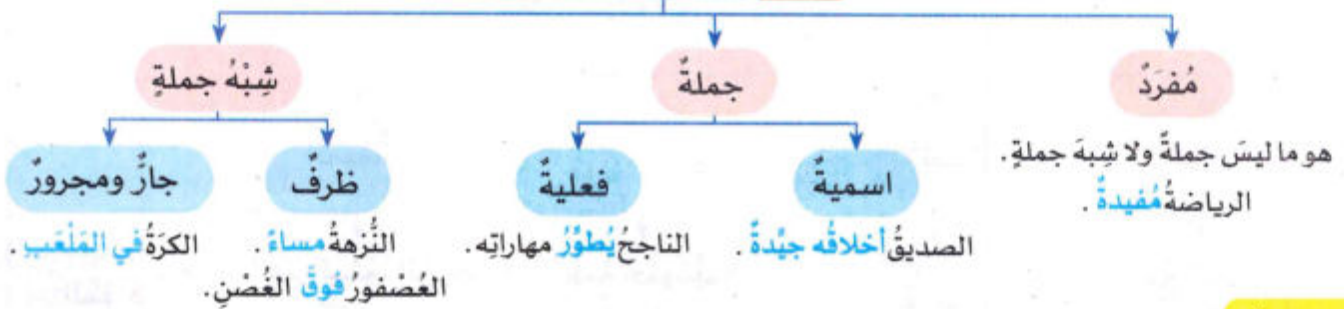 مُفرَدٌ
هو ما ليسَ جملةً ولا شِبهَ جملةٍ.
الرياضةُ مُفيدةٌ.
جملةٌ
اسميةٌ
الصديقُ أخلاقُه جيِّدةٌ.
فعليةٌ
الناجحُ يُطوِّرُ مهاراتِه.
شِبْهُ جملةٍ
ظرفٌ
النُّزهةُ مساءً.
العُصْفورُ فوقَ الغُصْنِ.
جارٌّ ومجرورٌ
الكرَةُ في المَلْعَبِ.